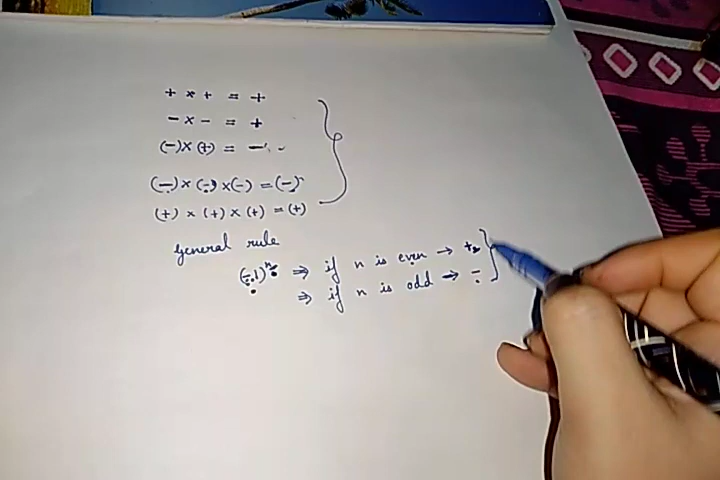 + × + = +
- × - = +
(-) × (+) = -
(-) × (-) × (-) = (-)
(+) × (+) × (+) = (+)
general rule
(-1)ⁿ ⇒ if n is even → +
⇒ if n is odd → -